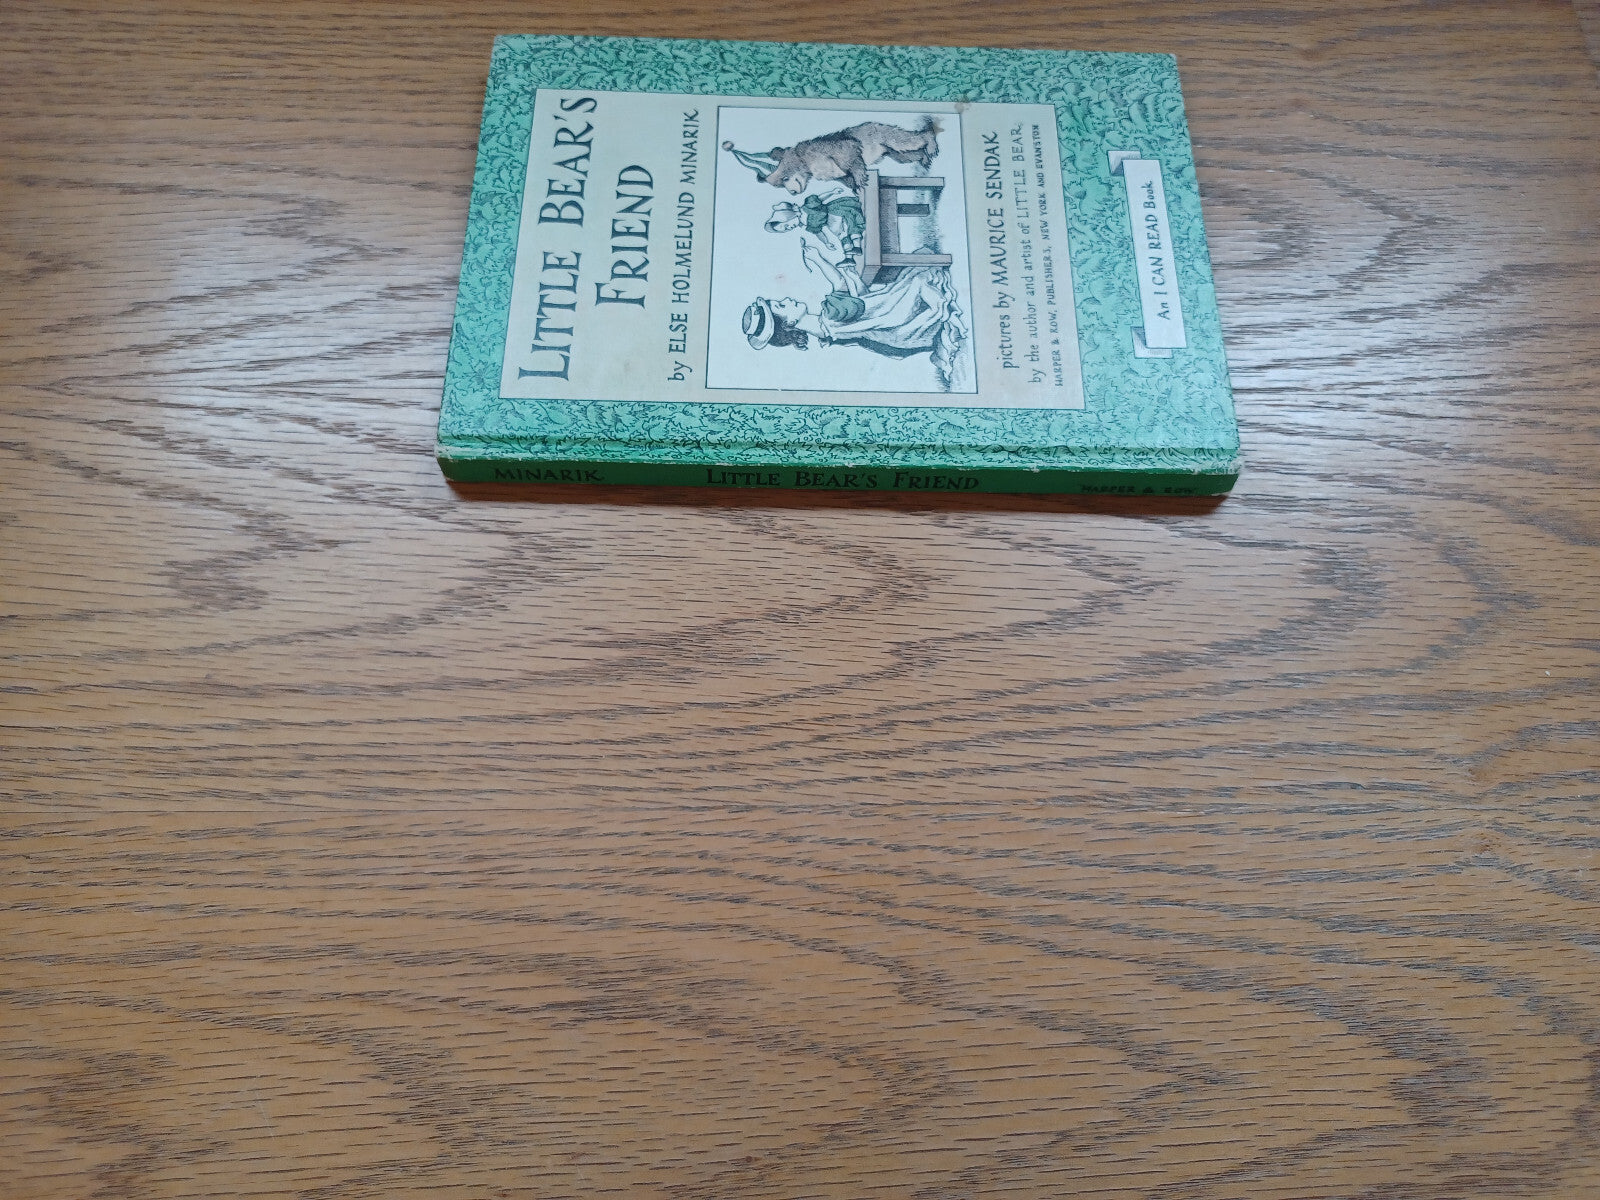 LITTLE BEAR'S
FRIEND
by ELSE HOLMELUND MINARIK
pictures by MAURICE SENDAK
by the author and artist of LITTLE BEAR
HARPER & ROW, PUBLISHERS, NEW YORK AND EVANSTON
An I CAN READ Book
MINARIK LITTLE BEAR'S FRIEND HARPER & ROW